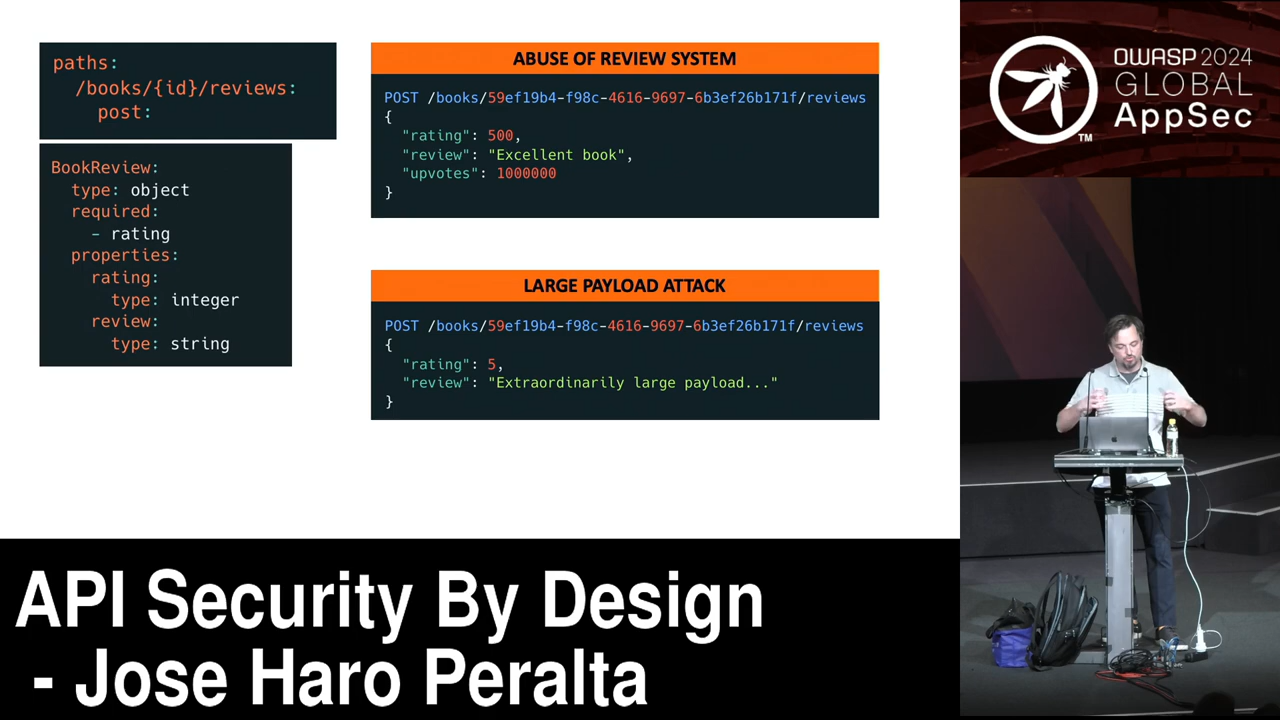 paths:
/books/{id}/reviews:
post:
BookReview:
type: object
required:
- rating
properties:
rating:
type: integer
review:
type: string
ABUSE OF REVIEW SYSTEM
POST /books/59ef19b4-f98c-4616-9697-6b3ef26b171f/reviews
{
"rating": 500,
"review": "Excellent book",
"upvotes": 1000000
}
LARGE PAYLOAD ATTACK
POST /books/59ef19b4-f98c-4616-9697-6b3ef26b171f/reviews
{
"rating": 5,
"review": "Extraordinarily large payload..."
}
OWASP 2024
GLOBAL
AppSec
TM
API Security By Design
- Jose Haro Peralta